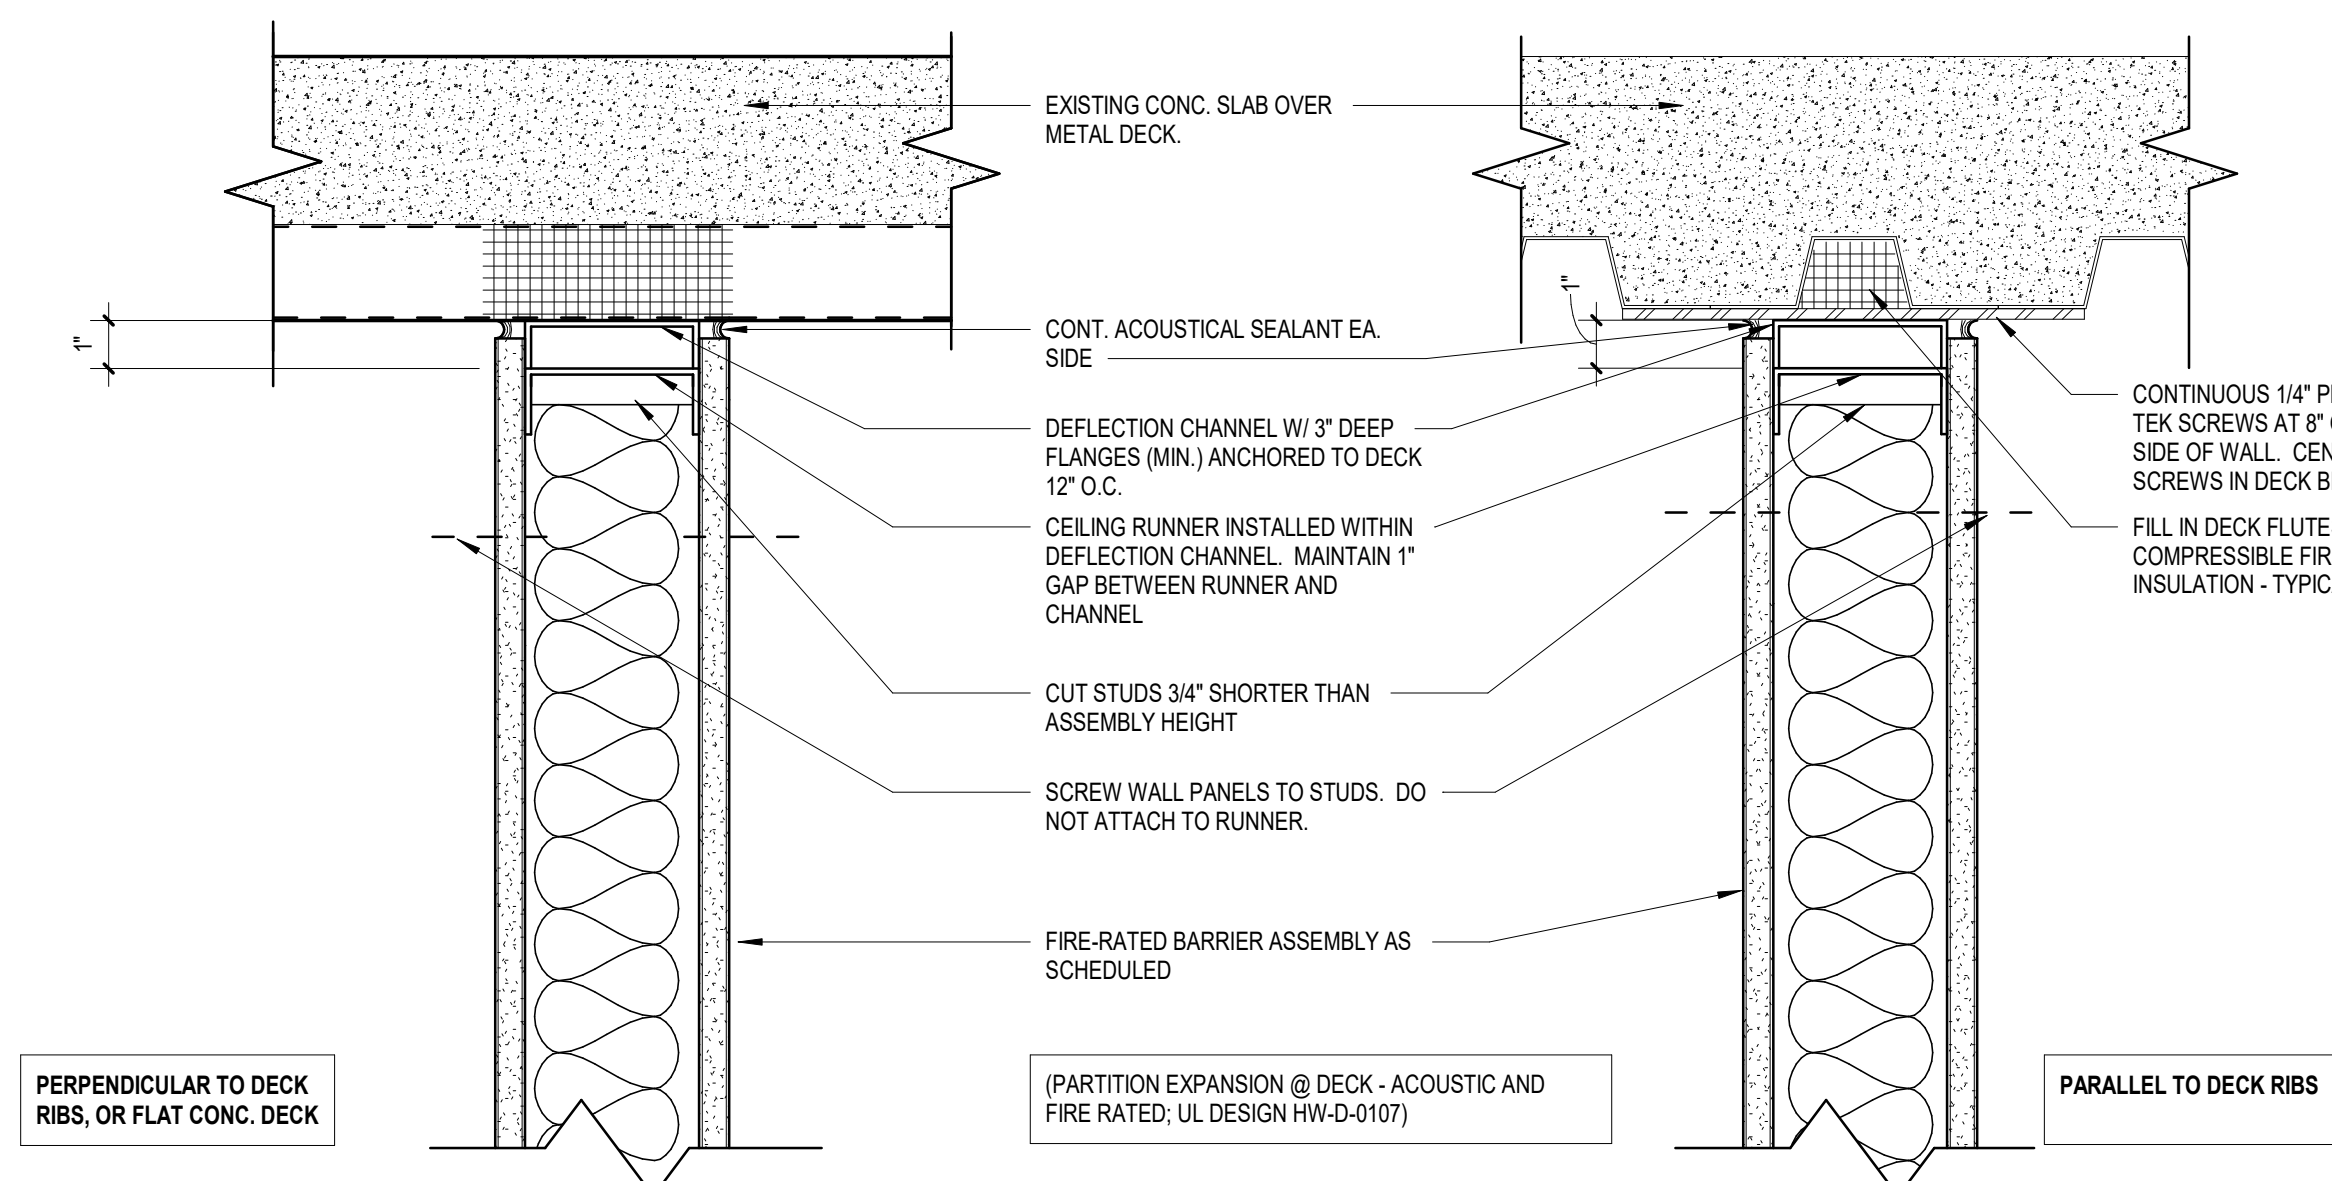 EXISTING CONC. SLAB OVER
METAL DECK.
1"
1"
CONT. ACOUSTICAL SEALANT EA.
SIDE
DEFLECTION CHANNEL W/ 3" DEEP
FLANGES (MIN.) ANCHORED TO DECK
12" O.C.
CEILING RUNNER INSTALLED WITHIN
DEFLECTION CHANNEL. MAINTAIN 1"
GAP BETWEEN RUNNER AND
CHANNEL
CUT STUDS 3/4" SHORTER THAN
ASSEMBLY HEIGHT
SCREW WALL PANELS TO STUDS. DO
NOT ATTACH TO RUNNER.
FIRE-RATED BARRIER ASSEMBLY AS
SCHEDULED
CONTINUOUS 1/4"
TEK SCREWS AT 8"
SIDE OF WALL.
SCREWS IN DECK
FILL IN DECK
COMPRESSIBLE
INSULATION -
PERPENDICULAR TO DECK
RIBS, OR FLAT CONC. DECK
(PARTITION EXPANSION @ DECK - ACOUSTIC AND
FIRE RATED; UL DESIGN HW-D-0107)
PARALLEL TO DECK RIBS